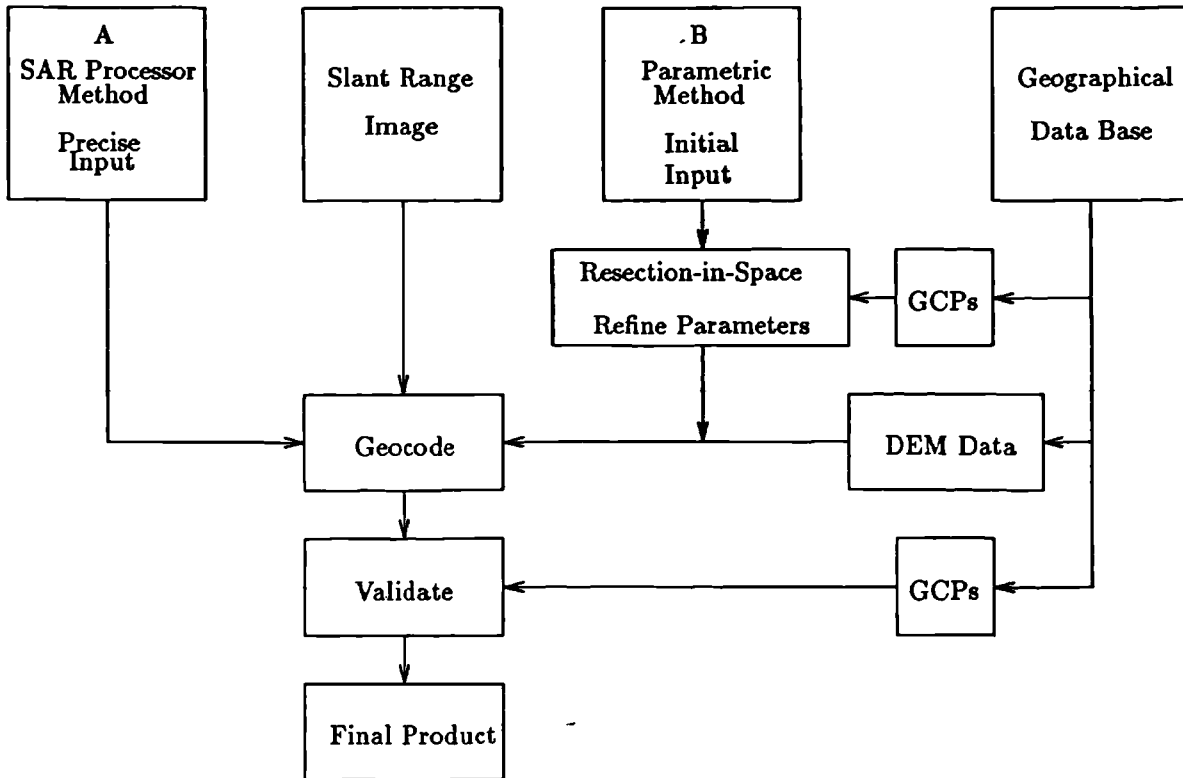 A
SAR Processor
Method
Precise
Input
Slant Range
Image
B
Parametric
Method
Initial
Input
Geographical
Data Base
Resection-in-Space
Refine Parameters
GCPs
Geocode
DEM Data
Validate
GCPs
Final Product